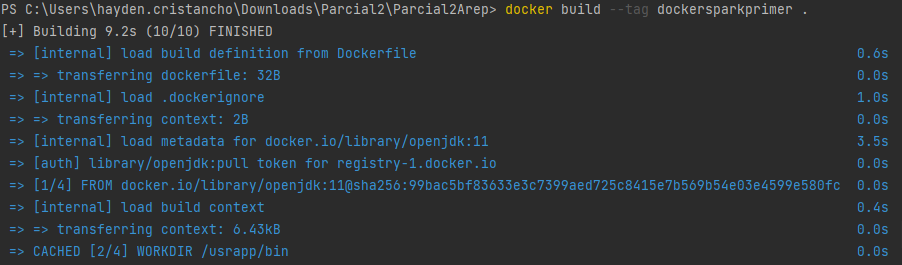 PS C:\Users\hayden.cristancho\Downloads\Parcial2\Parcial2Arep> docker build --tag dockersparkprimer .
[+] Building 9.2s (10/10) FINISHED
=> [internal] load build definition from Dockerfile 0.6s
=> => transferring dockerfile: 32B 0.0s
=> [internal] load .dockerignore 1.0s
=> => transferring context: 2B 0.0s
=> [internal] load metadata for docker.io/library/openjdk:11 3.5s
=> [auth] library/openjdk:pull token for registry-1.docker.io 0.0s
=> [1/4] FROM docker.io/library/openjdk:11@sha256:99bac5bf83633e3c7399aed725c8415e7b569b54e03e4599e580fc 0.0s
=> [internal] load build context 0.4s
=> => transferring context: 6.43kB 0.0s
=> CACHED [2/4] WORKDIR /usrapp/bin 0.0s